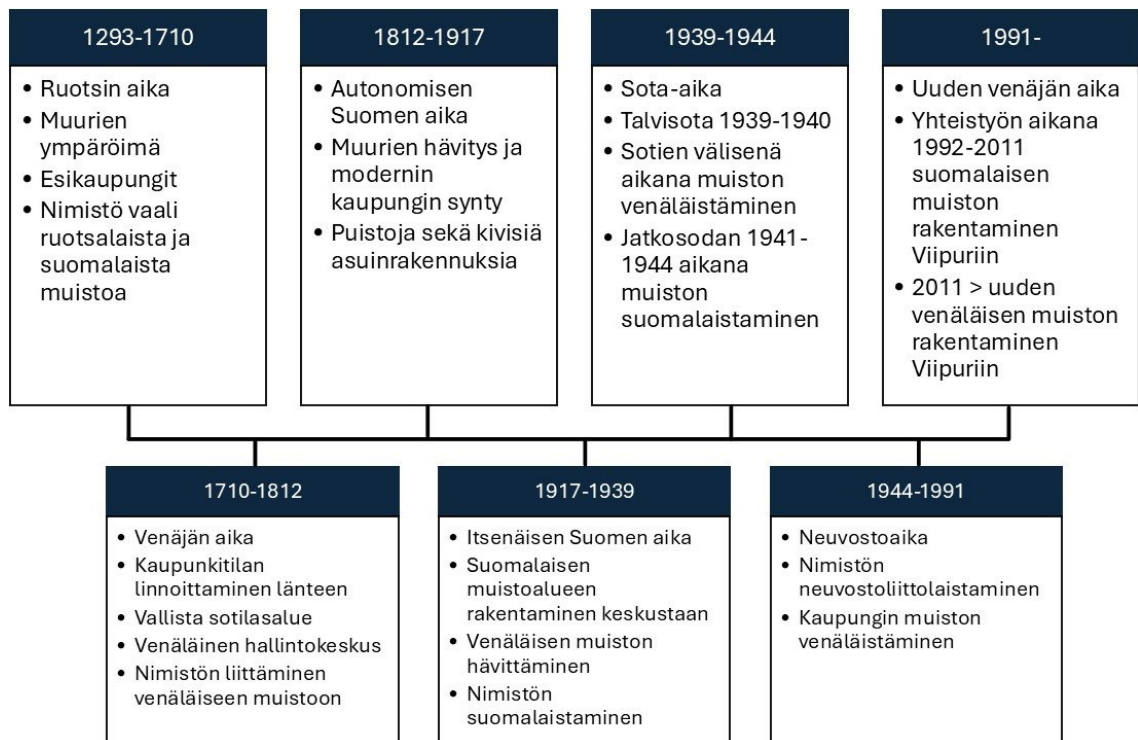 1293-1710
• Ruotsin aika
• Muurien
ympäröimä
• Esikaupungit
• Nimistö vaali
ruotsalaista ja
suomalaista
muistoa
1812-1917
• Autonomisen
Suomen aika
• Muurien hävitys ja
modernin
kaupungin synty
• Puistoja sekä kivisiä
asuinrakennuksia
1939-1944
• Sota-aika
• Talvisota 1939-1940
• Sotien välisenä
aikana muiston
venäläistäminen
• Jatkosodan 1941-
1944 aikana
muiston
suomalaistaminen
1991-
• Uuden venäjän aika
• Yhteistyön aikana
1992-2011
suomalaisen
muiston
rakentaminen
Viipuriin
• 2011 > uuden
venäläisen muiston
rakentaminen
Viipuriin
1710-1812
• Venäjän aika
• Kaupunkitilan
linnoittaminen länteen
• Vallista sotilasalue
• Venäläinen hallintokeskus
• Nimistön liittäminen
venäläiseen muistoon
1917-1939
• Itsenäisen Suomen aika
• Suomalaisen
muistoalueen
rakentaminen keskustaan
• Venäläisen muiston
hävittäminen
• Nimistön
suomalaistaminen
1944-1991
• Neuvostoaika
• Nimistön
neuvostoliittolaistaminen
• Kaupungin muiston
venäläistäminen